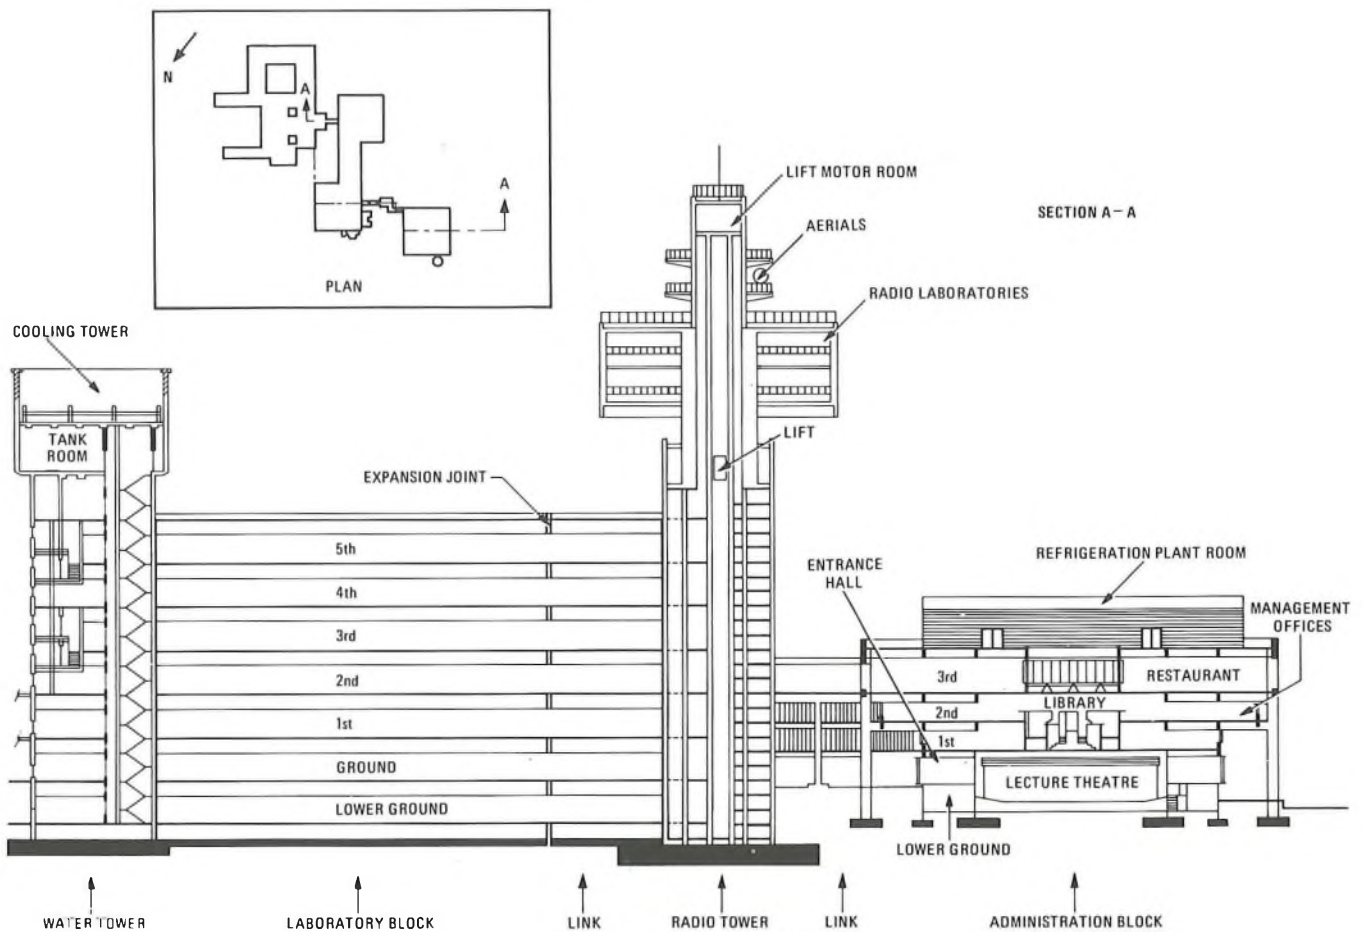 N
A
A
PLAN
SECTION A-A
LIFT MOTOR ROOM
AERIALS
RADIO LABORATORIES
COOLING TOWER
TANK
ROOM
LIFT
EXPANSION JOINT
5th
4th
3rd
2nd
1st
GROUND
LOWER GROUND
ENTRANCE
HALL
REFRIGERATION PLANT ROOM
MANAGEMENT
OFFICES
3rd
RESTAURANT
LIBRARY
2nd
1st
LECTURE THEATRE
LOWER GROUND
WATER TOWER
LABORATORY BLOCK
LINK
RADIO TOWER
LINK
ADMINISTRATION BLOCK